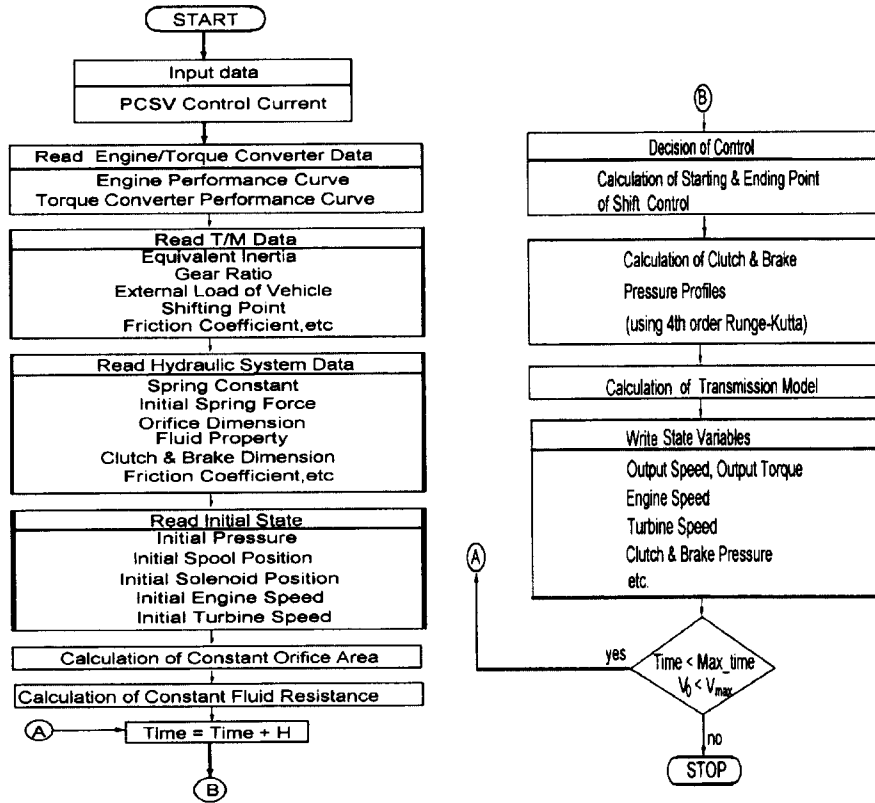 START
Input data
PCSV Control Current
Read Engine/Torque Converter Data
Engine Performance Curve
Torque Converter Performance Curve
Read T/M Data
Equivalent Inertia
Gear Ratio
External Load of Vehicle
Shifting Point
Friction Coefficient,etc
Read Hydraulic System Data
Spring Constant
Initial Spring Force
Orifice Dimension
Fluid Property
Clutch & Brake Dimension
Friction Coefficient,etc
Read Initial State
Initial Pressure
Initial Spool Position
Initial Solenoid Position
Initial Engine Speed
Initial Turbine Speed
Calculation of Constant Orifice Area
Calculation of Constant Fluid Resistance
A
Time = Time + H
B
B
Decision of Control
Calculation of Starting & Ending Point
of Shift Control
Calculation of Clutch & Brake
Pressure Profiles
(using 4th order Runge-Kutta)
Calculation of Transmission Model
Write State Variables
Output Speed, Output Torque
Engine Speed
Turbine Speed
Clutch & Brake Pressure
etc.
A
yes
Time < Max_time
V0 < Vmax
no
STOP